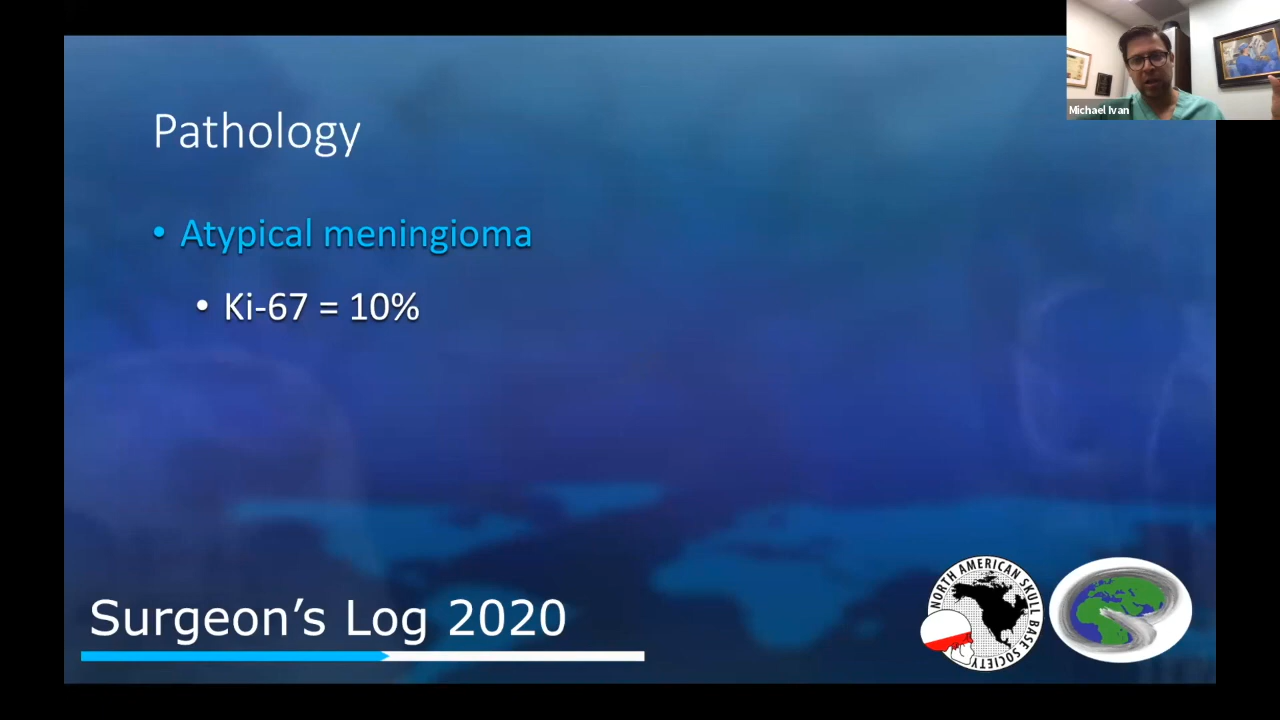 Michael Ivan
Pathology
• Atypical meningioma
• Ki-67 = 10%
Surgeon’s Log 2020
NORTH AMERICAN SKULL BASE SOCIETY